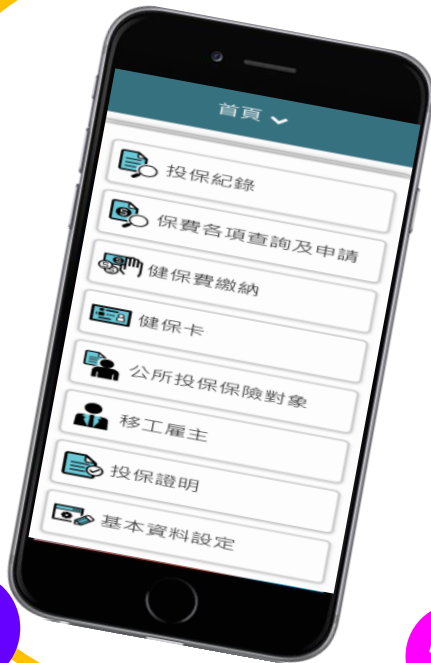 首頁
投保紀錄
保費各項查詢及申請
健保費繳納
健保卡
公所投保保險對象
移工雇主
投保證明
基本資料設定